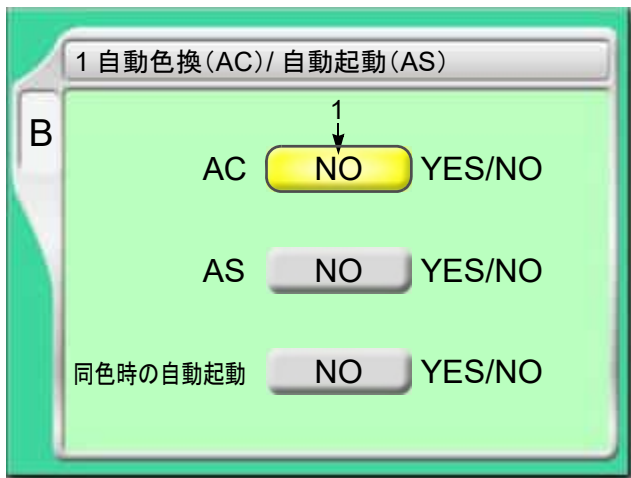 1 自動色換（AC）/ 自動起動（AS）
B
1
AC NO YES/NO
AS NO YES/NO
同色時の自動起動 NO YES/NO